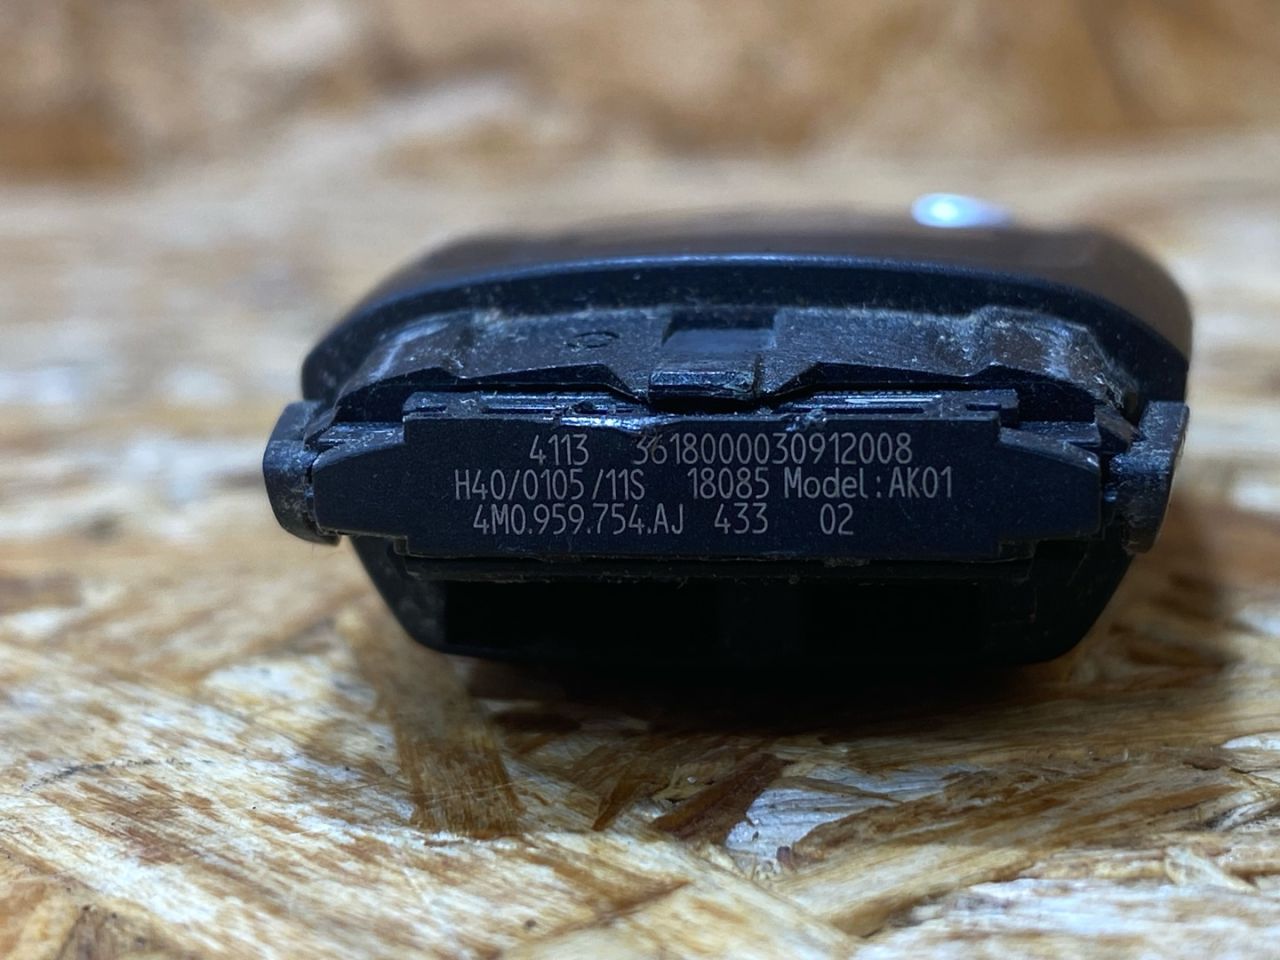 4113 3618000030912008
H40/0105/11S 18085 Model:AK01
4M0.959.754.AJ 433 02